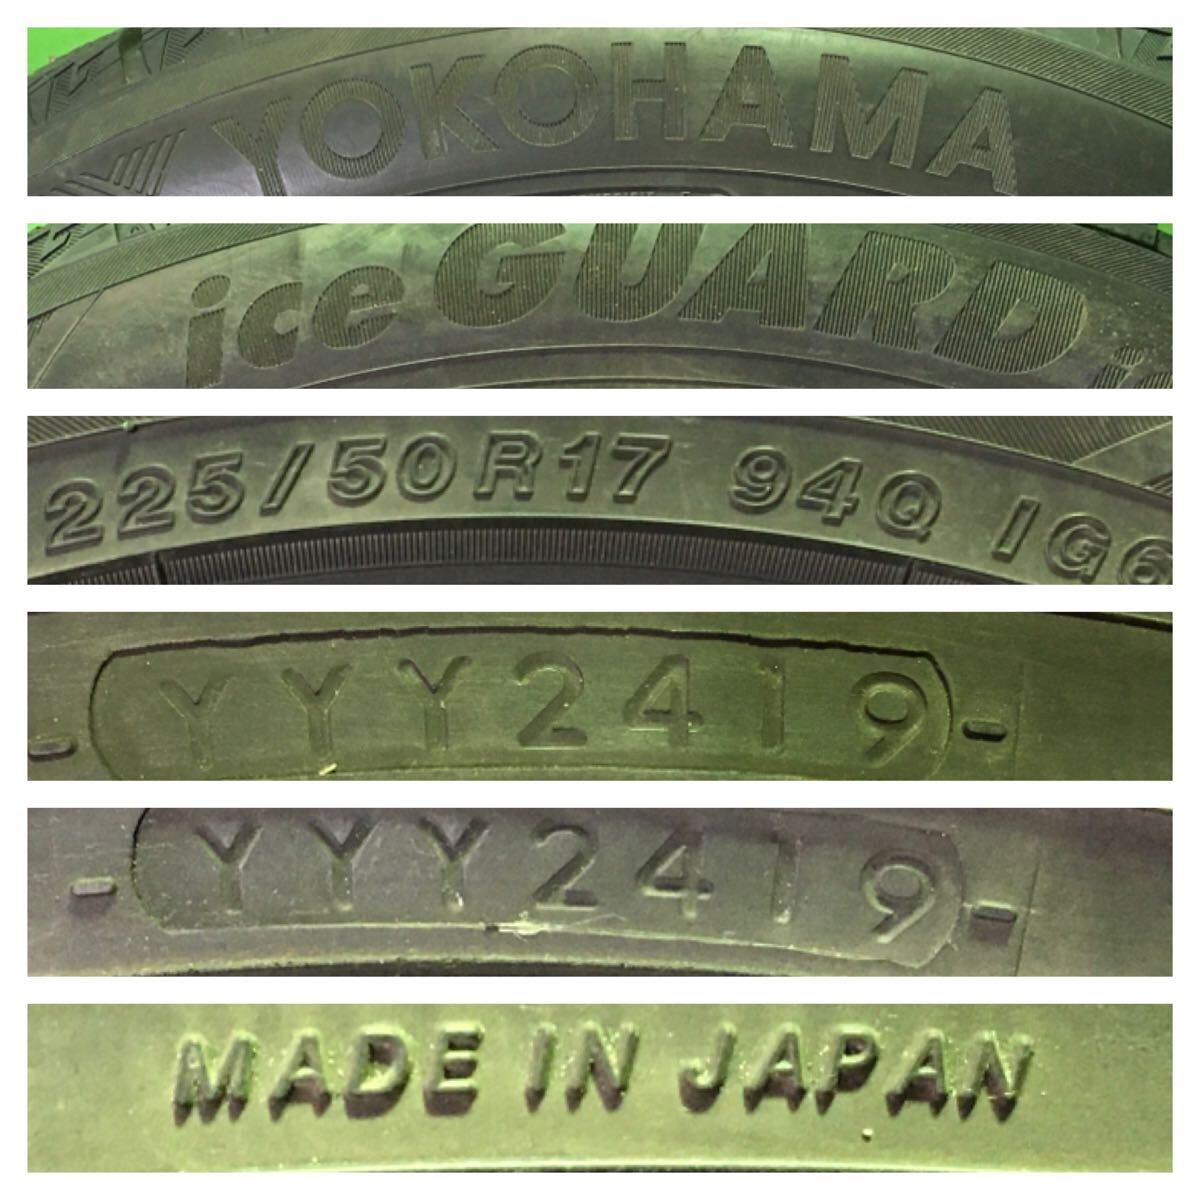 YOKOHAMA
iceGUARD
225/50R17 94Q IG6
YYY2419
YYY2419
MADE IN JAPAN